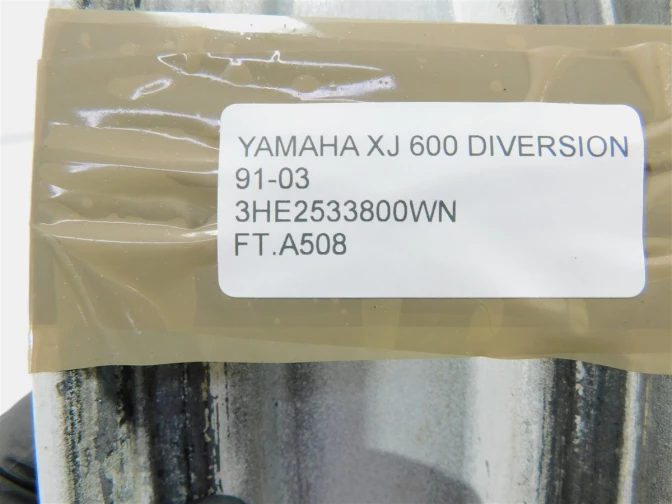 YAMAHA XJ 600 DIVERSION
91-03
3HE2533800WN
FT.A508